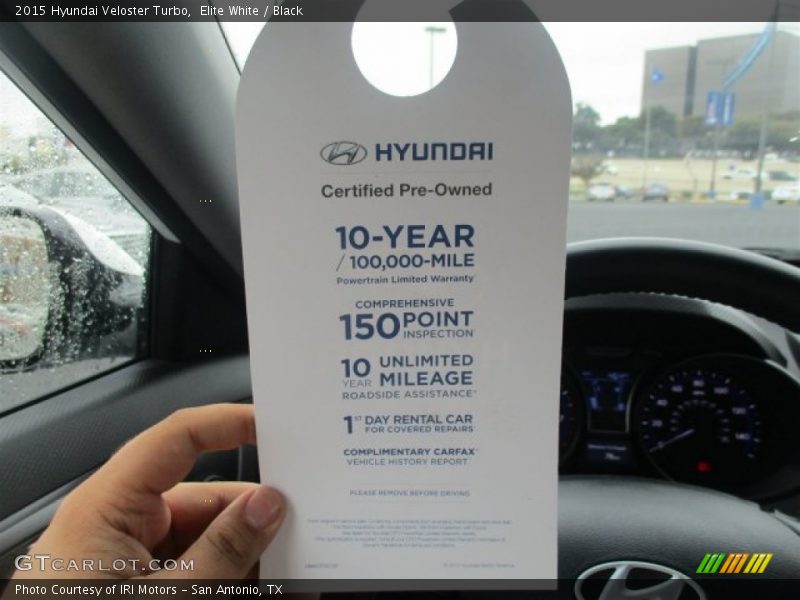 2015 Hyundai Veloster Turbo, Elite White / Black
HYUNDAI
Certified Pre-Owned
10-YEAR
/ 100,000-MILE
Powertrain Limited Warranty
COMPREHENSIVE
150 POINT
INSPECTION
10 YEAR UNLIMITED
MILEAGE
ROADSIDE ASSISTANCE*
1ST DAY RENTAL CAR
FOR COVERED REPAIRS
COMPLIMENTARY CARFAX
VEHICLE HISTORY REPORT
PLEASE REMOVE BEFORE DRIVING
GTCarlot.com
Photo Courtesy of IRI Motors - San Antonio, TX